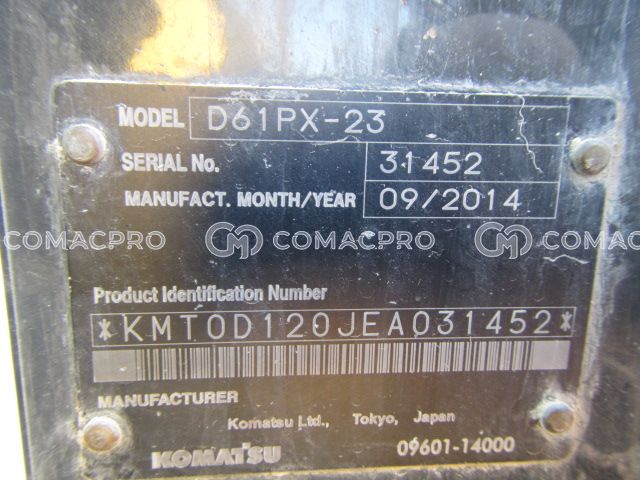 MODEL D61PX-23
SERIAL No. 31452
MANUFACT. MONTH/YEAR 09/2014
COMACPRO COMACPRO COMACPRO
Product Identification Number
*KMT0D120JEA031452*
MANUFACTURER
Komatsu Ltd., Tokyo, Japan
KOMATSU 09601-14000